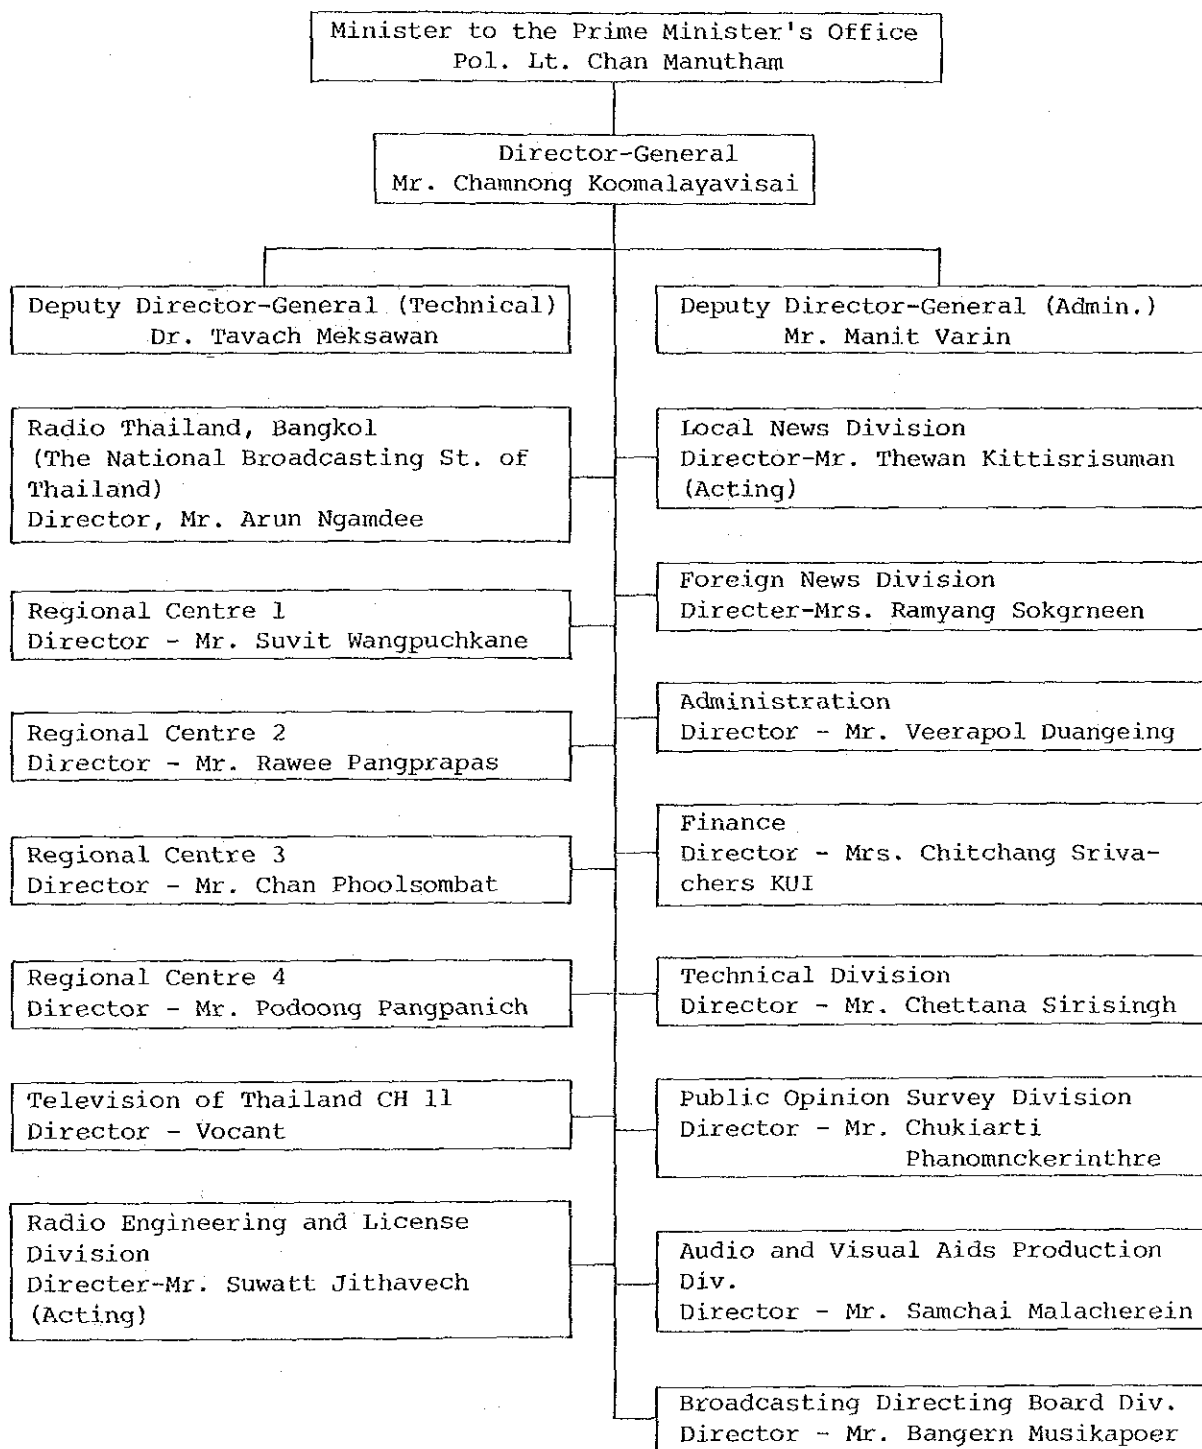 Minister to the Prime Minister's Office
Pol. Lt. Chan Manutham
Director-General
Mr. Chamnong Koomalayavisai
Deputy Director-General (Technical)
Dr. Tavach Meksawan
Deputy Director-General (Admin.)
Mr. Manit Varin
Radio Thailand, Bangkol
(The National Broadcasting St. of
Thailand)
Director, Mr. Arun Ngamdee
Regional Centre 1
Director - Mr. Suvit Wangpuchkane
Regional Centre 2
Director - Mr. Rawee Pangprapas
Regional Centre 3
Director - Mr. Chan Phoolsombat
Regional Centre 4
Director - Mr. Podoong Pangpanich
Television of Thailand CH 11
Director - Vocant
Radio Engineering and License
Division
Directer-Mr. Suwatt Jithavech
(Acting)
Local News Division
Director-Mr. Thewan Kittisrisuman
(Acting)
Foreign News Division
Directer-Mrs. Ramyang Sokgrneen
Administration
Director - Mr. Veerapol Duangeing
Finance
Director - Mrs. Chitchang Sriva-
chers KUI
Technical Division
Director - Mr. Chettana Sirisingh
Public Opinion Survey Division
Director - Mr. Chukiarti
Phanomnckerinthre
Audio and Visual Aids Production
Div.
Director - Mr. Samchai Malacherein
Broadcasting Directing Board Div.
Director - Mr. Bangern Musikapoer